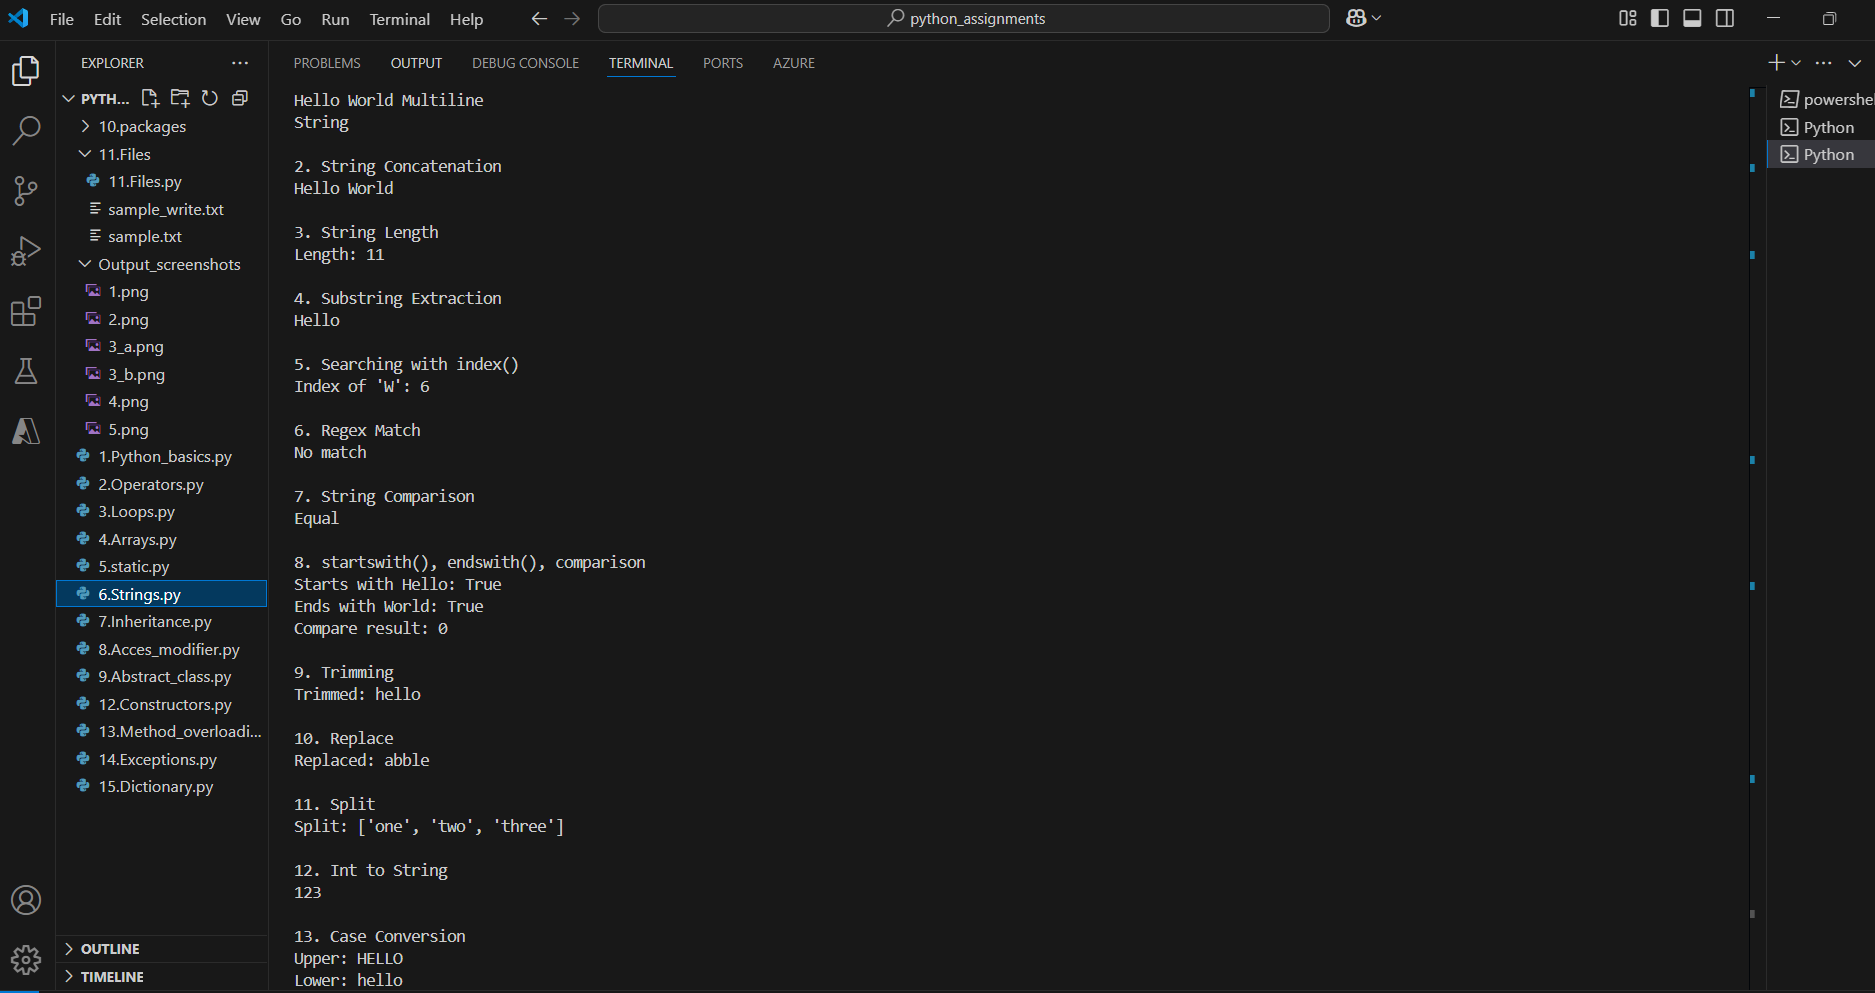 File Edit Selection View Go Run Terminal Help
python_assignments
EXPLORER
PYTH...
10.packages
11.Files
11.Files.py
sample_write.txt
sample.txt
Output_screenshots
1.png
2.png
3_a.png
3_b.png
4.png
5.png
1.Python_basics.py
2.Operators.py
3.Loops.py
4.Arrays.py
5.static.py
6.Strings.py
7.Inheritance.py
8.Acces_modifier.py
9.Abstract_class.py
12.Constructors.py
13.Method_overloadi...
14.Exceptions.py
15.Dictionary.py
OUTLINE
TIMELINE
PROBLEMS OUTPUT DEBUG CONSOLE TERMINAL PORTS AZURE
Hello World Multiline
String
2. String Concatenation
Hello World
3. String Length
Length: 11
4. Substring Extraction
Hello
5. Searching with index()
Index of 'W': 6
6. Regex Match
No match
7. String Comparison
Equal
8. startswith(), endswith(), comparison
Starts with Hello: True
Ends with World: True
Compare result: 0
9. Trimming
Trimmed: hello
10. Replace
Replaced: abble
11. Split
Split: ['one', 'two', 'three']
12. Int to String
123
13. Case Conversion
Upper: HELLO
Lower: hello
powershe
Python
Python